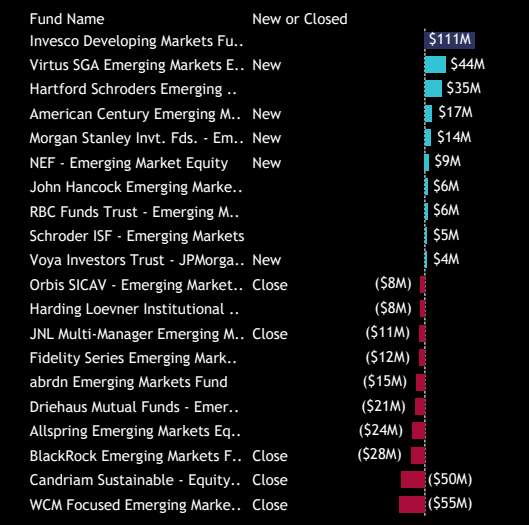 Fund Name New or Closed
Invesco Developing Markets Fu.. $111M
Virtus SGA Emerging Markets E.. New $44M
Hartford Schroders Emerging .. $35M
American Century Emerging M.. New $17M
Morgan Stanley Invt. Fds. - Em.. New $14M
NEF - Emerging Market Equity New $9M
John Hancock Emerging Marke.. $6M
RBC Funds Trust - Emerging M.. $6M
Schroder ISF - Emerging Markets $5M
Voya Investors Trust - JPMorga.. New $4M
Orbis SICAV - Emerging Market.. Close ($8M)
Harding Loevner Institutional .. ($8M)
JNL Multi-Manager Emerging M.. Close ($11M)
Fidelity Series Emerging Mark.. ($12M)
abrdn Emerging Markets Fund ($15M)
Driehaus Mutual Funds - Emer.. ($21M)
Allspring Emerging Markets Eq.. ($24M)
BlackRock Emerging Markets F.. Close ($28M)
Candriam Sustainable - Equity.. Close ($50M)
WCM Focused Emerging Marke.. Close ($55M)